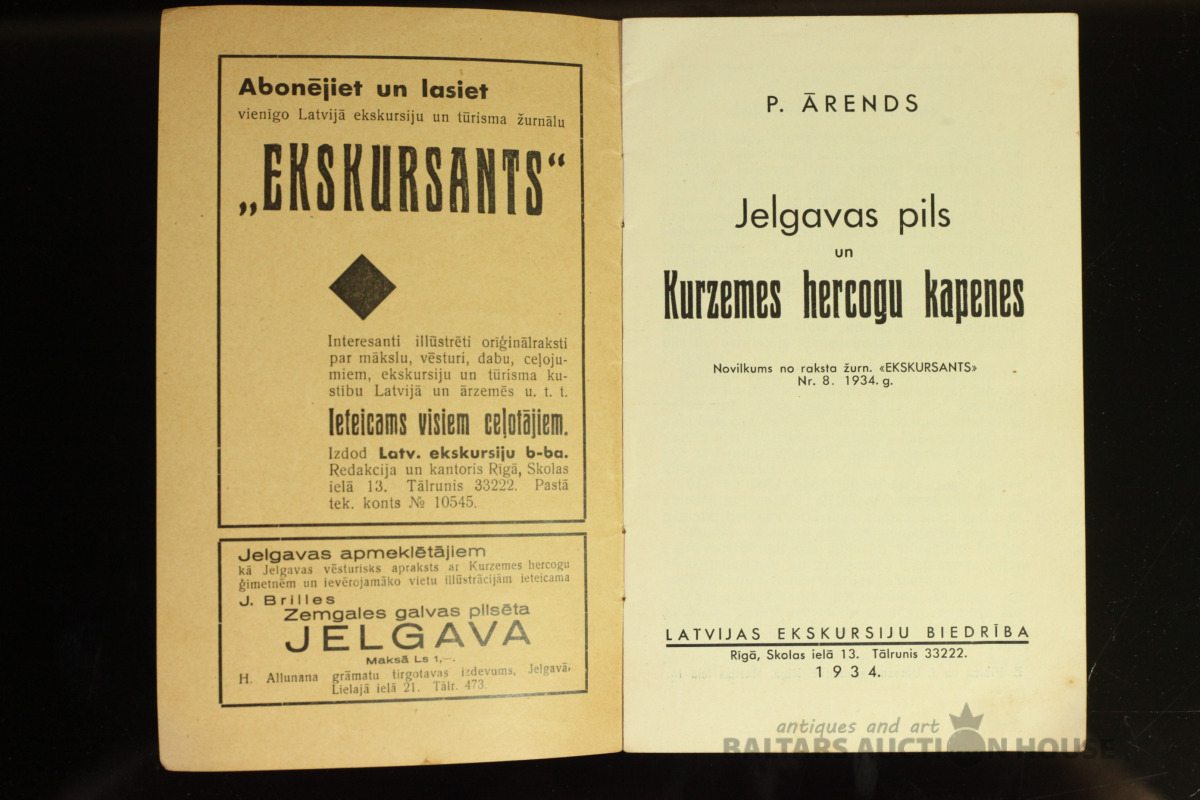 Abonējiet un lasiet
vienīgo Latvijā ekskursiju un tūrisma žurnālu
„EKSKURSANTS“
Interesanti illūstrēti oriģinālraksti
par mākslu, vēsturi, dabu, ceļoju-
miem, ekskursiju un tūrisma ku-
stību Latvijā un ārzemēs u. t. t.
Ieteicams visiem ceļotājiem.
Izdod Latv. ekskursiju b-ba.
Redakcija un kantoris Rīgā, Skolas
ielā 13. Tālrunis 33222. Pastā
tek. konts № 10545.
Jelgavas apmeklētājiem
kā Jelgavas vēsturisks apraksts ar Kurzemes hercogu
ģimetnēm un ievērojamāko vietu illūstrācijām ieteicama
J. Brilles
Zemgales galvas pilsēta
JELGAVA
Maksā Ls 1,–.
H. Allunana grāmatu tirgotavas izdevums, Jelgavā,
Lielajā ielā 21. Tālr. 473.
P. ĀRENDS
Jelgavas pils
un
Kurzemes hercogu kapenes
Novilkums no raksta žurn. «EKSKURSANTS»
Nr. 8. 1934. g.
LATVIJAS EKSKURSIJU BIEDRĪBA
Rīgā, Skolas ielā 13. Tālrunis 33222.
1934.
antiques and art
BALTARS AUCTION HOUSE